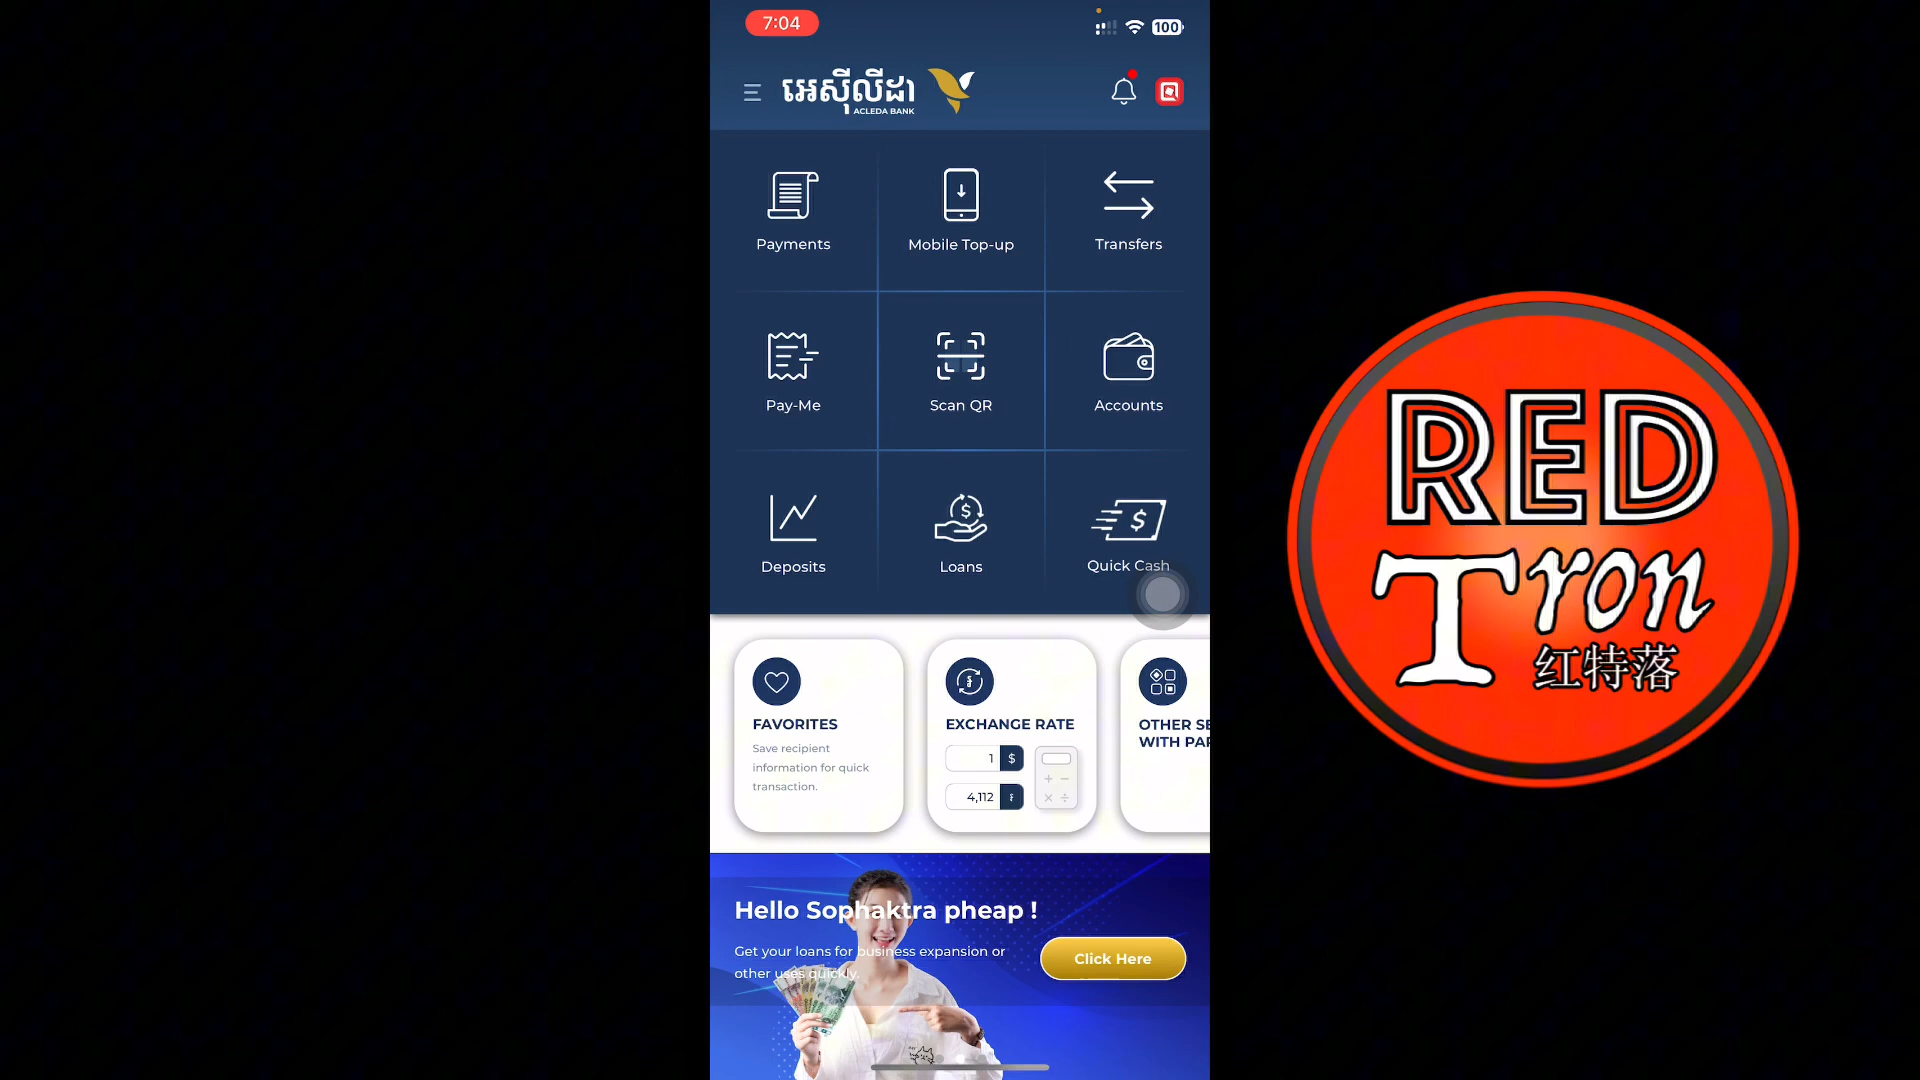 7:04
100
អេស៊ីលីដា
ACLEDA BANK
Payments
Mobile Top-up
Transfers
Pay-Me
Scan QR
Accounts
Deposits
Loans
Quick Cash
FAVORITES
Save recipient
information for quick
transaction.
EXCHANGE RATE
1 $
4,112 ៛
OTHER SE
WITH PAR
Hello Sophaktra pheap !
Get your loans for business expansion or
other uses quickly.
Click Here
RED
Tron
红特落